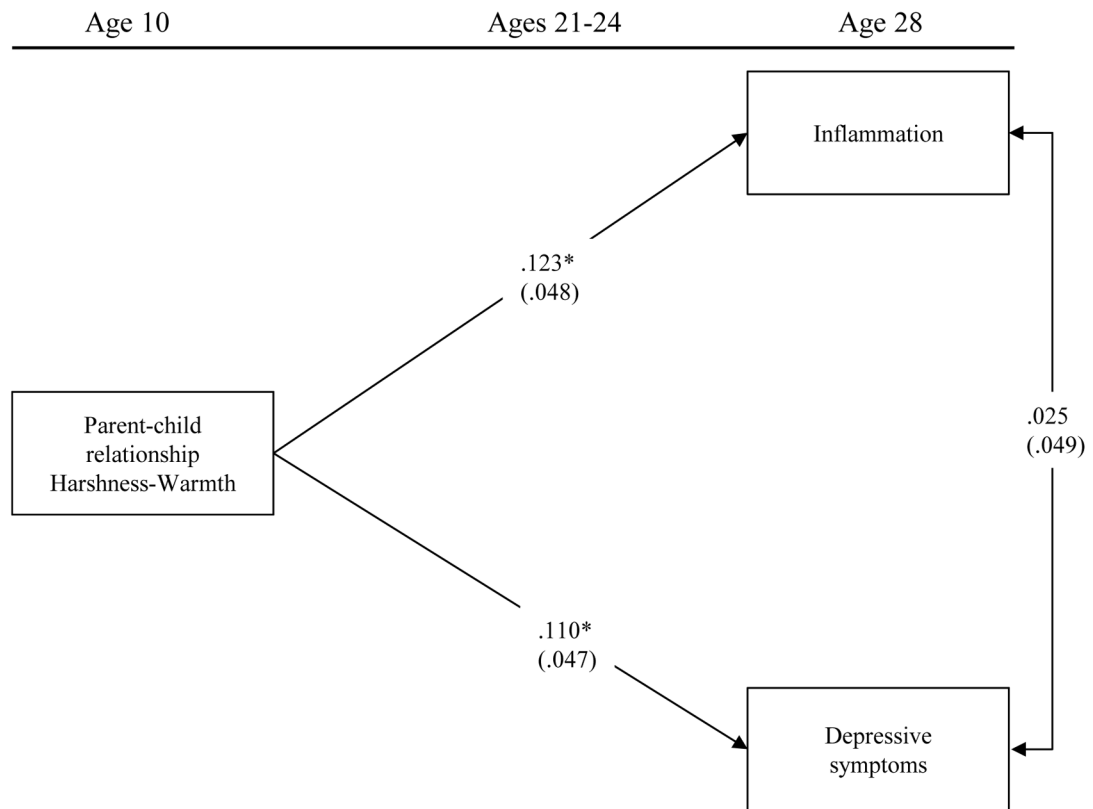 Age 10
Ages 21-24
Age 28
Inflammation
.123*
(.048)
Parent-child
relationship
Harshness-Warmth
.025
(.049)
.110*
(.047)
Depressive
symptoms